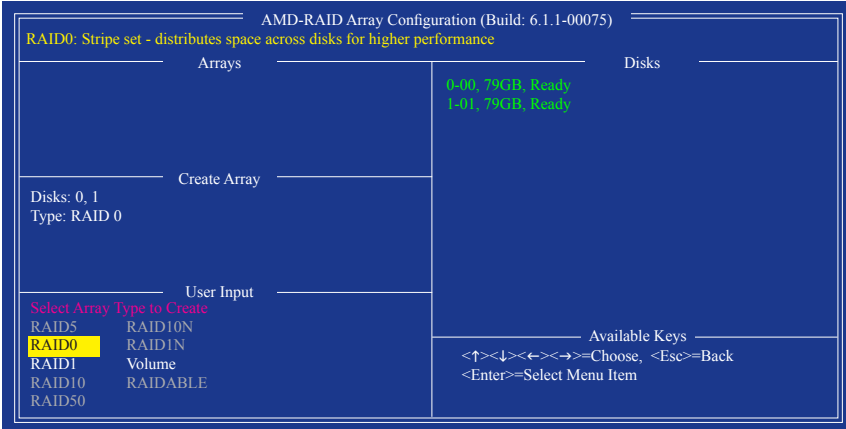 AMD-RAID Array Configuration (Build: 6.1.1-00075)
RAID0: Stripe set - distributes space across disks for higher performance
Arrays
Disks
0-00, 79GB, Ready
1-01, 79GB, Ready
Create Array
Disks: 0, 1
Type: RAID 0
User Input
Select Array Type to Create
RAID5 RAID10N
RAID0 RAID1N
RAID1 Volume
RAID10 RAIDABLE
RAID50
Available Keys
<↑><↓><←><→>=Choose, <Esc>=Back
<Enter>=Select Menu Item